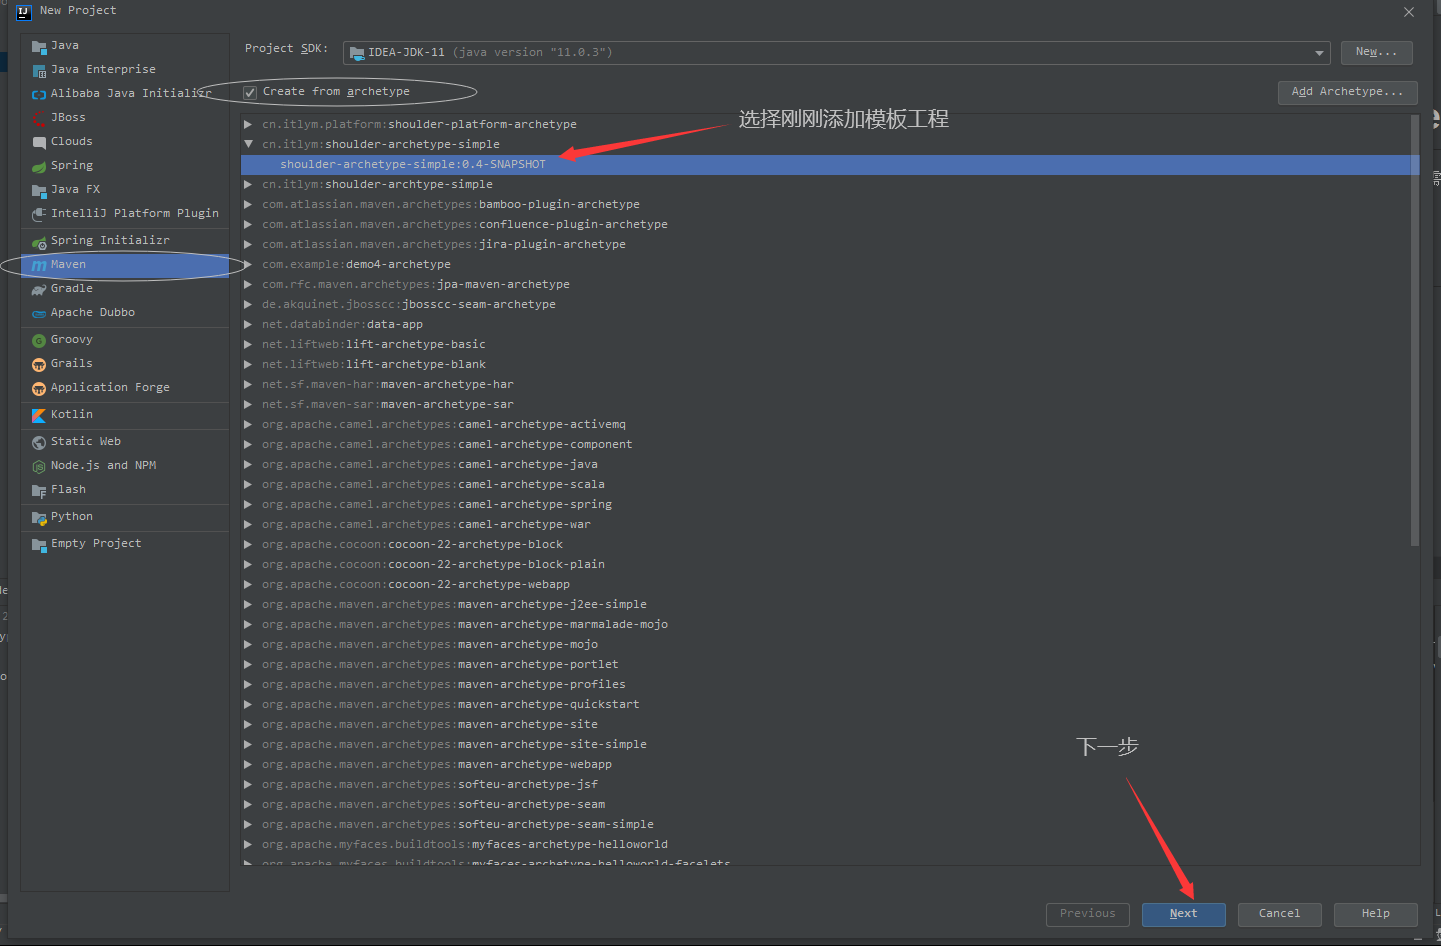 New Project
Java
Java Enterprise
Alibaba Java Initializr
JBoss
Clouds
Spring
Java FX
IntelliJ Platform Plugin
Spring Initializr
Maven
Gradle
Apache Dubbo
Groovy
Grails
Application Forge
Kotlin
Static Web
Node.js and NPM
Flash
Python
Empty Project
Project SDK: IDEA-JDK-11 (java version "11.0.3") New...
Create from archetype Add Archetype...
选择刚刚添加模板工程
cn.itlym.platform:shoulder-platform-archetype
cn.itlym:shoulder-archetype-simple
shoulder-archetype-simple:0.4-SNAPSHOT
cn.itlym:shoulder-archtype-simple
com.atlassian.maven.archetypes:bamboo-plugin-archetype
com.atlassian.maven.archetypes:confluence-plugin-archetype
com.atlassian.maven.archetypes:jira-plugin-archetype
com.example:demo4-archetype
com.rfc.maven.archetypes:jpa-maven-archetype
de.akquinet.jbosscc:jbosscc-seam-archetype
net.databinder:data-app
net.liftweb:lift-archetype-basic
net.liftweb:lift-archetype-blank
net.sf.maven-har:maven-archetype-har
net.sf.maven-sar:maven-archetype-sar
org.apache.camel.archetypes:camel-archetype-activemq
org.apache.camel.archetypes:camel-archetype-component
org.apache.camel.archetypes:camel-archetype-java
org.apache.camel.archetypes:camel-archetype-scala
org.apache.camel.archetypes:camel-archetype-spring
org.apache.camel.archetypes:camel-archetype-war
org.apache.cocoon:cocoon-22-archetype-block
org.apache.cocoon:cocoon-22-archetype-block-plain
org.apache.cocoon:cocoon-22-archetype-webapp
org.apache.maven.archetypes:maven-archetype-j2ee-simple
org.apache.maven.archetypes:maven-archetype-marmalade-mojo
org.apache.maven.archetypes:maven-archetype-mojo
org.apache.maven.archetypes:maven-archetype-portlet
org.apache.maven.archetypes:maven-archetype-profiles
org.apache.maven.archetypes:maven-archetype-quickstart
org.apache.maven.archetypes:maven-archetype-site
org.apache.maven.archetypes:maven-archetype-site-simple
org.apache.maven.archetypes:maven-archetype-webapp
org.apache.maven.archetypes:softeu-archetype-jsf
org.apache.maven.archetypes:softeu-archetype-seam
org.apache.maven.archetypes:softeu-archetype-seam-simple
org.apache.myfaces.buildtools:myfaces-archetype-helloworld
org.apache.myfaces.buildtools:myfaces-archetype-helloworld-facelets
下一步
Previous Next Cancel Help